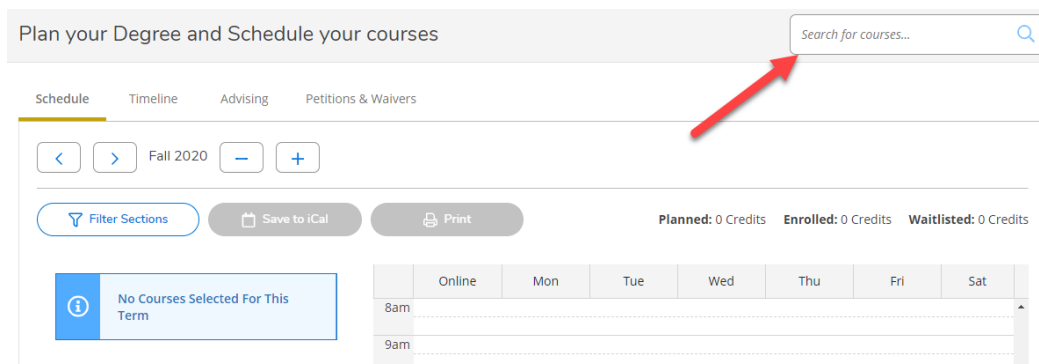 Plan your Degree and Schedule your courses
Search for courses...
Schedule Timeline Advising Petitions & Waivers
Fall 2020
Filter Sections Save to iCal Print Planned: 0 Credits Enrolled: 0 Credits Waitlisted: 0 Credits
No Courses Selected For This
Term
Online Mon Tue Wed Thu Fri Sat
8am
9am